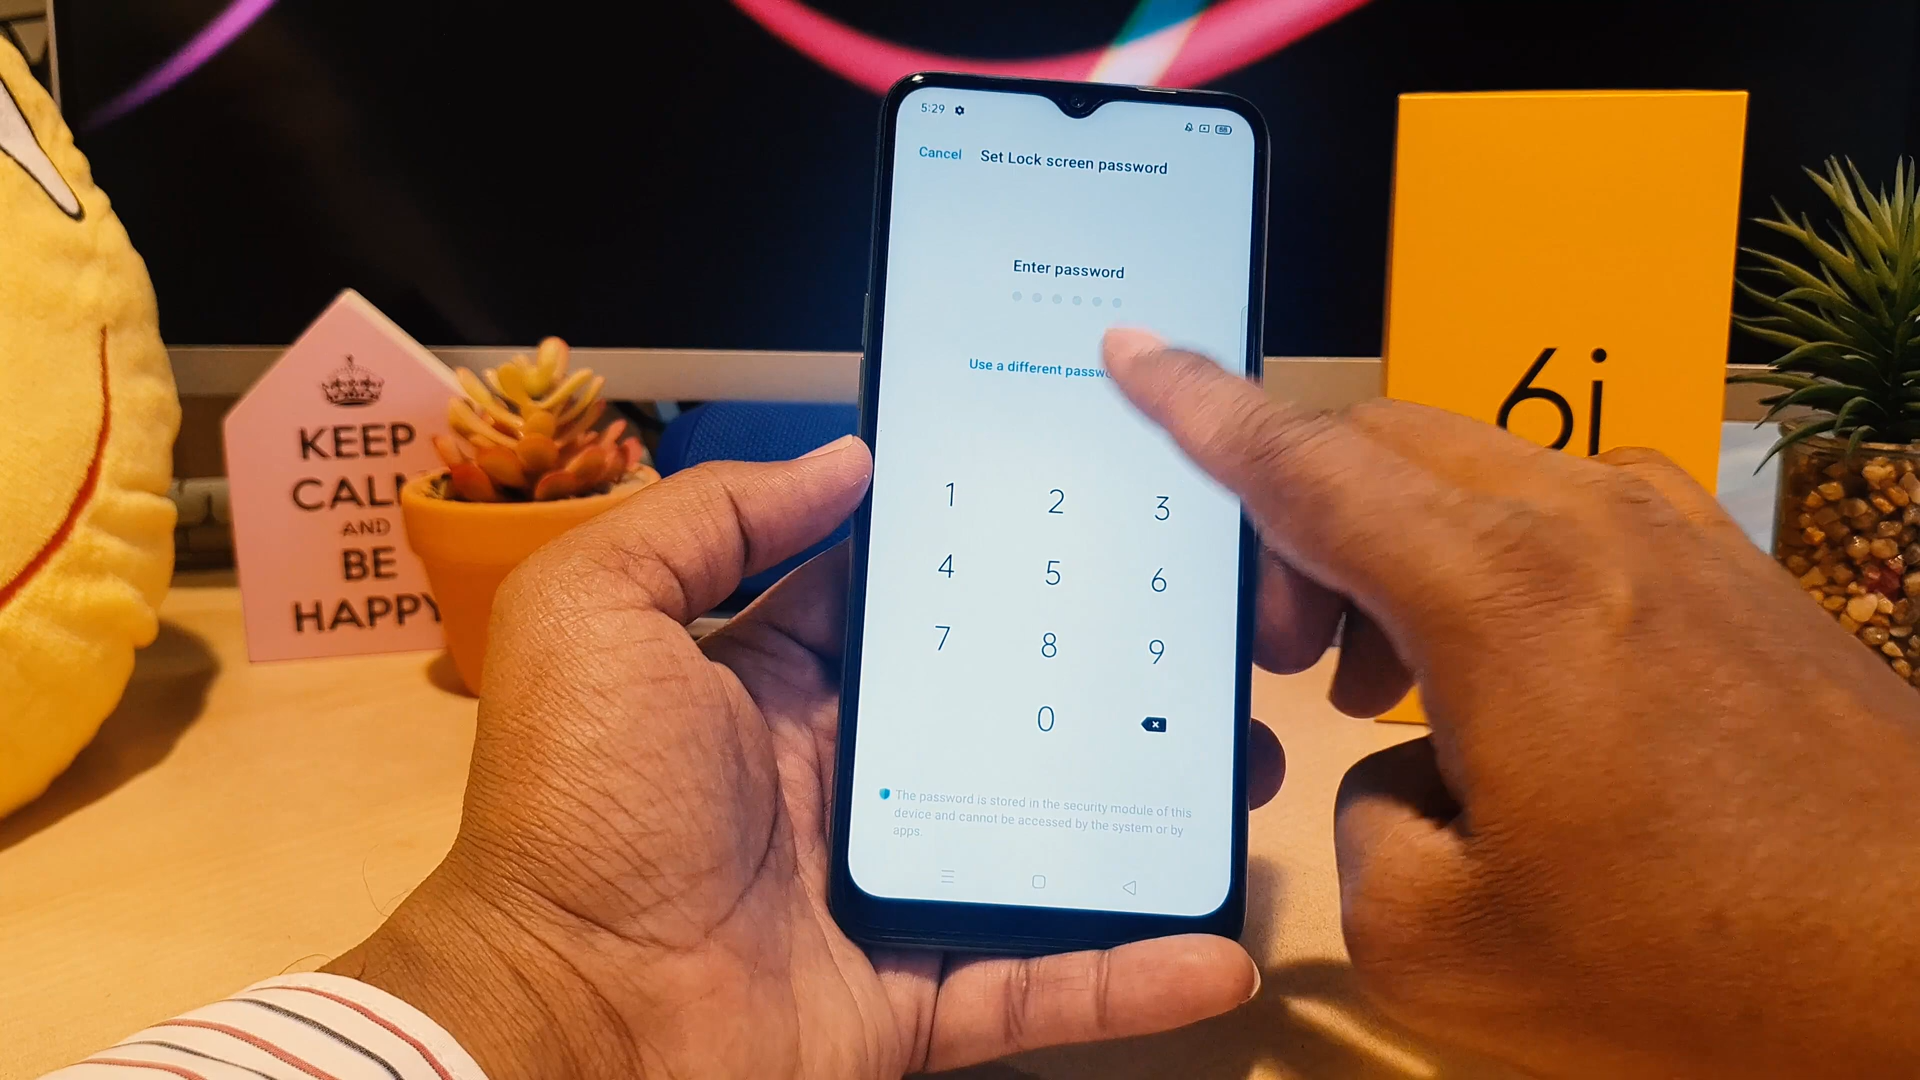 5:29
68
Cancel Set Lock screen password
Enter password
Use a different passw
1 2 3
4 5 6
7 8 9
0
The password is stored in the security module of this
device and cannot be accessed by the system or by
apps.
KEEP
CAL
AND
BE
HAPPY
6i